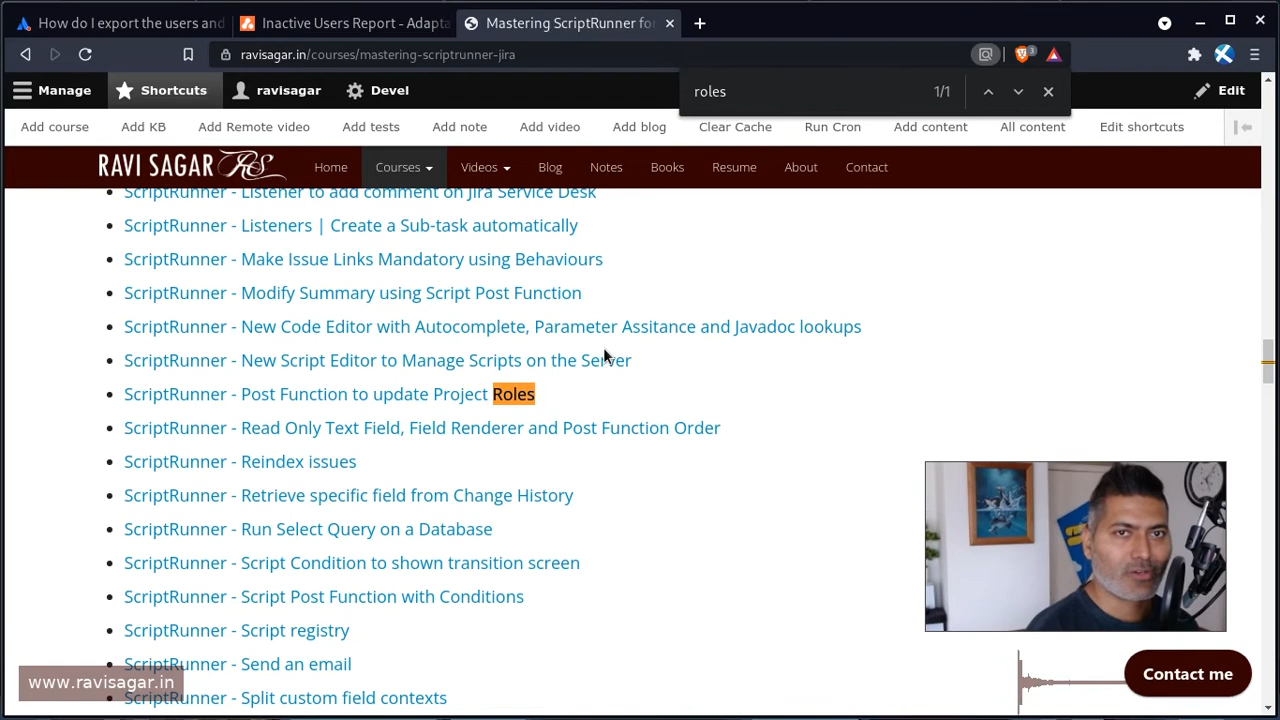 How do I export the users and
Inactive Users Report - Adapta
Mastering ScriptRunner fo
ravisagar.in/courses/mastering-scriptrunner-jira
3
roles
1/1
Manage
Shortcuts
ravisagar
Devel
Edit
Add course
Add KB
Add Remote video
Add tests
Add note
Add video
Add blog
Clear Cache
Run Cron
Add content
All content
Edit shortcuts
RAVI SAGAR RS
Home
Courses
Videos
Blog
Notes
Books
Resume
About
Contact
ScriptRunner - Listener to add comment on Jira Service Desk
ScriptRunner - Listeners | Create a Sub-task automatically
ScriptRunner - Make Issue Links Mandatory using Behaviours
ScriptRunner - Modify Summary using Script Post Function
ScriptRunner - New Code Editor with Autocomplete, Parameter Assitance and Javadoc lookups
ScriptRunner - New Script Editor to Manage Scripts on the Server
ScriptRunner - Post Function to update Project Roles
ScriptRunner - Read Only Text Field, Field Renderer and Post Function Order
ScriptRunner - Reindex issues
ScriptRunner - Retrieve specific field from Change History
ScriptRunner - Run Select Query on a Database
ScriptRunner - Script Condition to shown transition screen
ScriptRunner - Script Post Function with Conditions
ScriptRunner - Script registry
ScriptRunner - Send an email
ScriptRunner - Split custom field contexts
www.ravisagar.in
Contact me